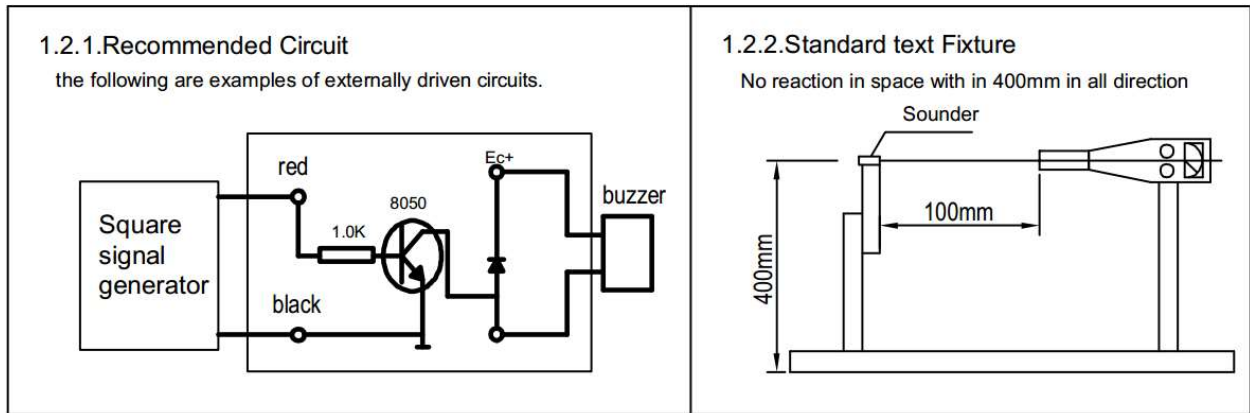 1.2.1.Recommended Circuit
the following are examples of externally driven circuits.
red
Ec+
8050
buzzer
Square
signal
generator
1.0K
black
1.2.2.Standard text Fixture
No reaction in space with in 400mm in all direction
Sounder
100mm
400mm